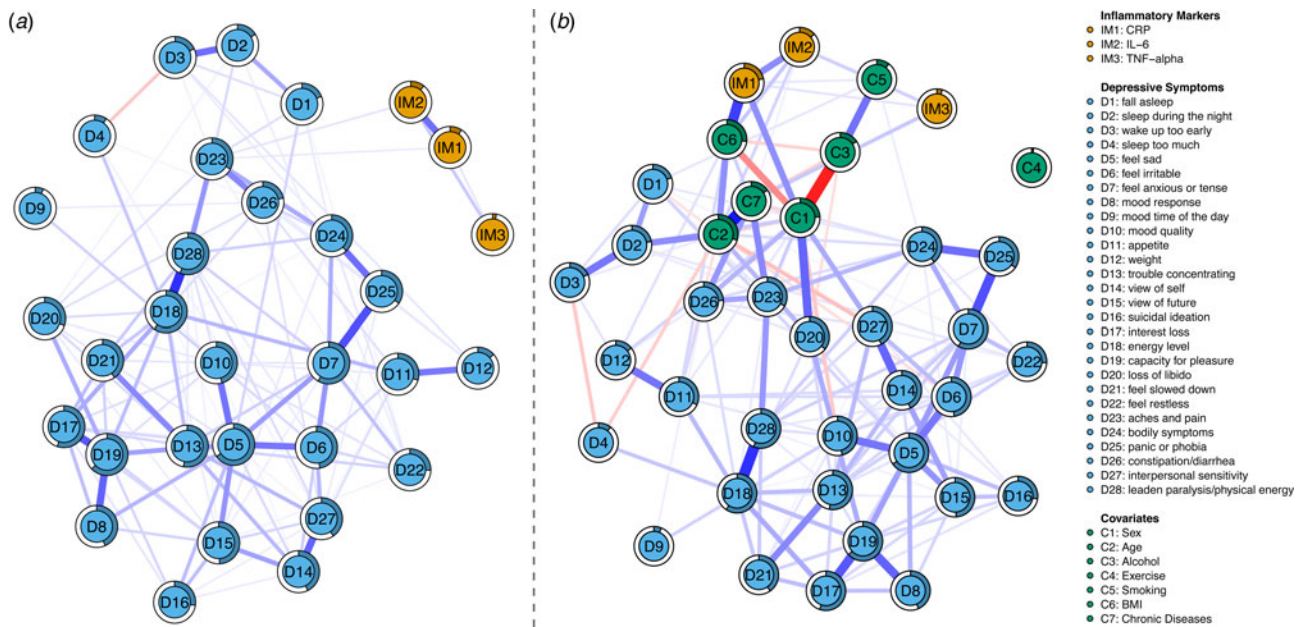 (a)
D2
D3
D1
IM2
D4
IM1
D23
D9
D26
IM3
D24
D28
D25
D18
D20
D21
D10
D7
D11
D12
D17
D13
D5
D6
D19
D22
D8
D27
D15
D14
D16
(b)
IM2
IM1
C5
IM3
C6
C3
C4
D1
C7
C1
C2
D2
D24
D25
D3
D26
D23
D27
D7
D20
D12
D22
D11
D14
D6
D4
D28
D10
D5
D18
D13
D15
D16
D9
D19
D21
D17
D8
Inflammatory Markers
IM1: CRP
IM2: IL−6
IM3: TNF−alpha
Depressive Symptoms
D1: fall asleep
D2: sleep during the night
D3: wake up too early
D4: sleep too much
D5: feel sad
D6: feel irritable
D7: feel anxious or tense
D8: mood response
D9: mood time of the day
D10: mood quality
D11: appetite
D12: weight
D13: trouble concentrating
D14: view of self
D15: view of future
D16: suicidal ideation
D17: interest loss
D18: energy level
D19: capacity for pleasure
D20: loss of libido
D21: feel slowed down
D22: feel restless
D23: aches and pain
D24: bodily symptoms
D25: panic or phobia
D26: constipation/diarrhea
D27: interpersonal sensitivity
D28: leaden paralysis/physical energy
Covariates
C1: Sex
C2: Age
C3: Alcohol
C4: Exercise
C5: Smoking
C6: BMI
C7: Chronic Diseases